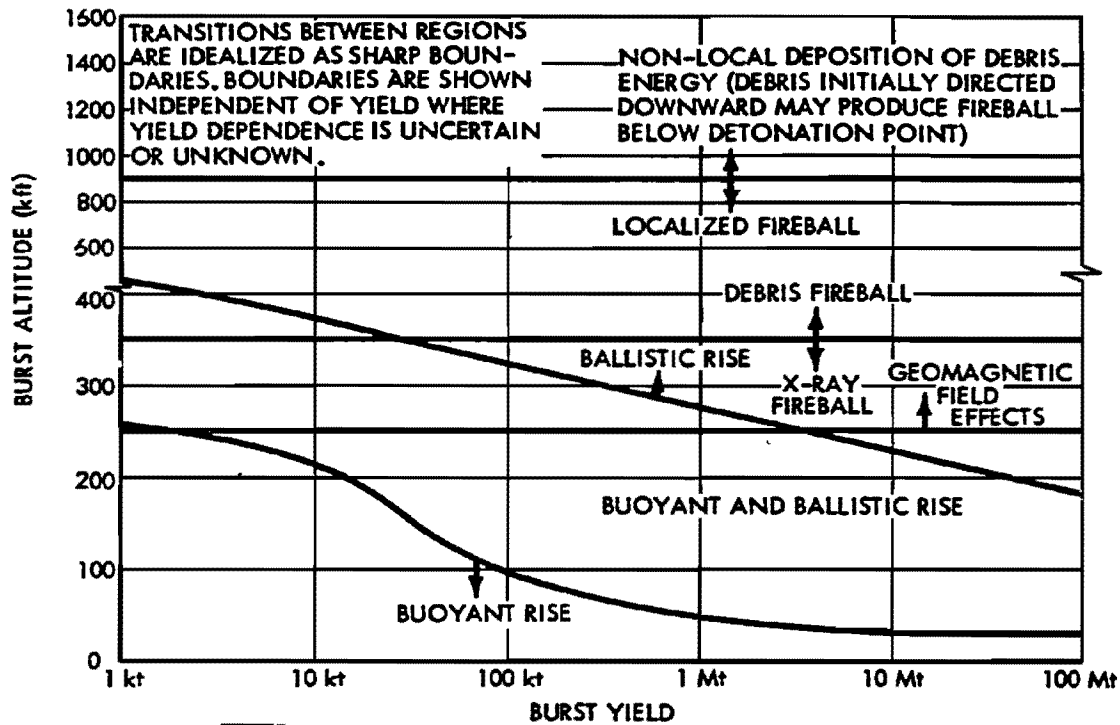 1500
1400
1200
1000
800
500
400
300
200
100
0
BURST ALTITUDE (kft)
TRANSITIONS BETWEEN REGIONS
ARE IDEALIZED AS SHARP BOUN-
DARIES. BOUNDARIES ARE SHOWN
INDEPENDENT OF YIELD WHERE
YIELD DEPENDENCE IS UNCERTAIN
OR UNKNOWN.
NON-LOCAL DEPOSITION OF DEBRIS
ENERGY (DEBRIS INITIALLY DIRECTED
DOWNWARD MAY PRODUCE FIREBALL
BELOW DETONATION POINT)
LOCALIZED FIREBALL
DEBRIS FIREBALL
BALLISTIC RISE
X-RAY
FIREBALL
GEOMAGNETIC
FIELD
EFFECTS
BUOYANT AND BALLISTIC RISE
BUOYANT RISE
1 kt
10 kt
100 kt
1 Mt
10 Mt
100 Mt
BURST YIELD